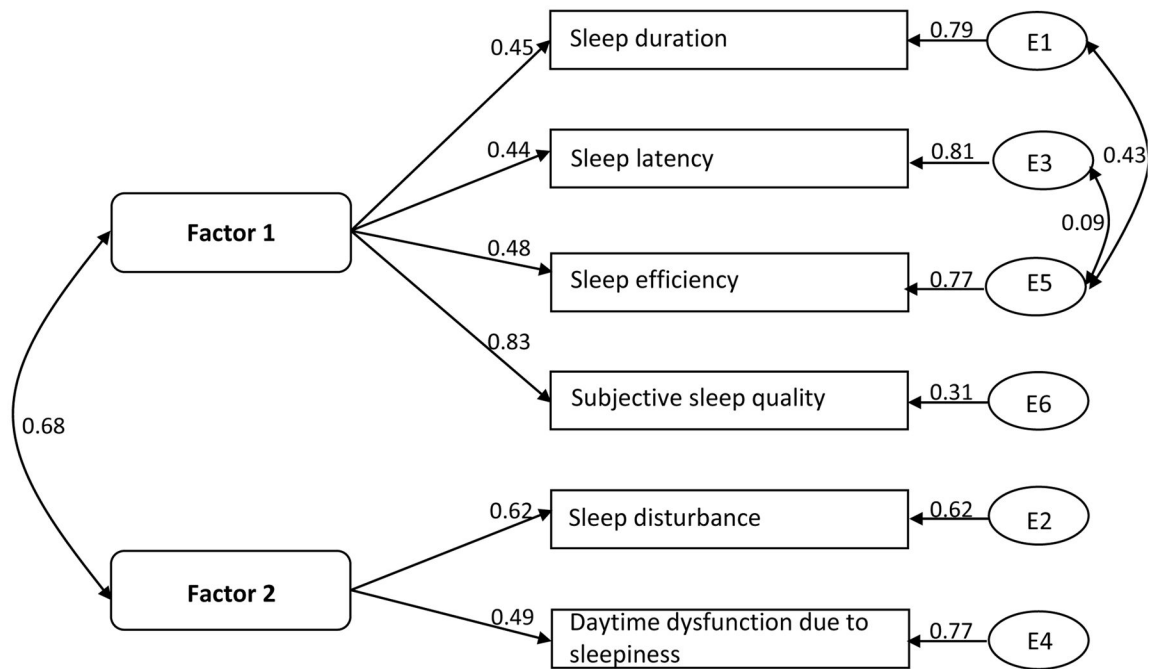 0.45
Sleep duration
0.79
E1
0.44
Sleep latency
0.81
E3
0.43
Factor 1
0.09
0.48
Sleep efficiency
0.77
E5
0.83
Subjective sleep quality
0.31
E6
0.68
0.62
Sleep disturbance
0.62
E2
Factor 2
0.49
Daytime dysfunction due to
sleepiness
0.77
E4